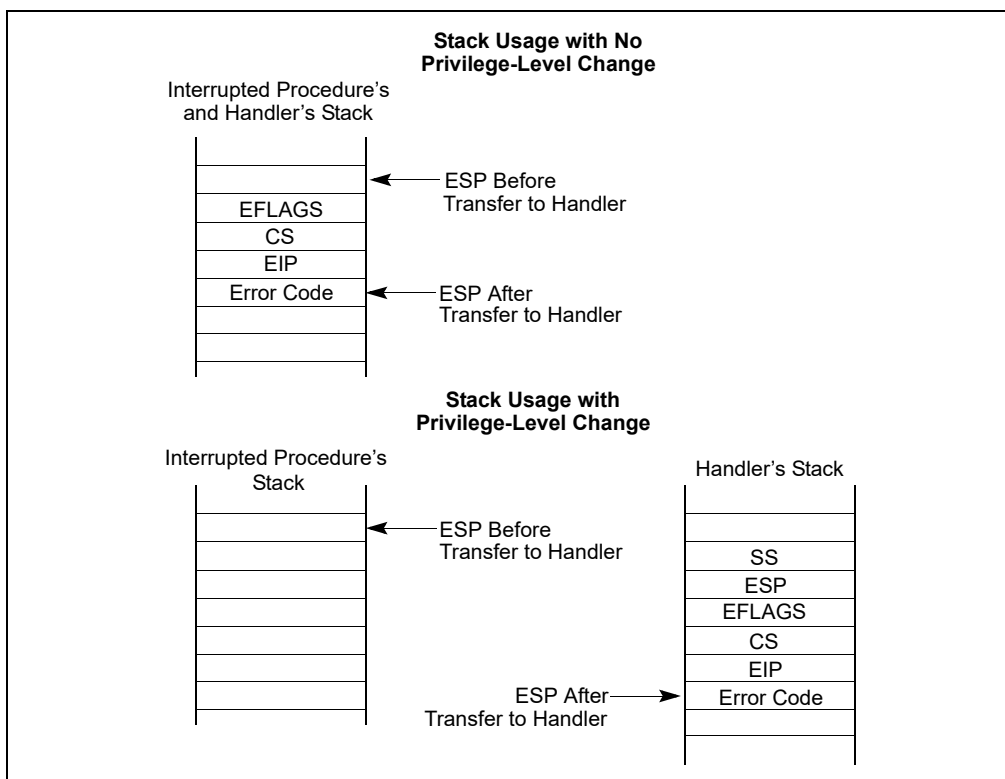 Stack Usage with No
Privilege-Level Change
Interrupted Procedure’s
and Handler’s Stack
ESP Before
Transfer to Handler
EFLAGS
CS
EIP
Error Code
ESP After
Transfer to Handler
Stack Usage with
Privilege-Level Change
Interrupted Procedure’s
Stack
Handler’s Stack
ESP Before
Transfer to Handler
SS
ESP
EFLAGS
CS
EIP
Error Code
ESP After
Transfer to Handler